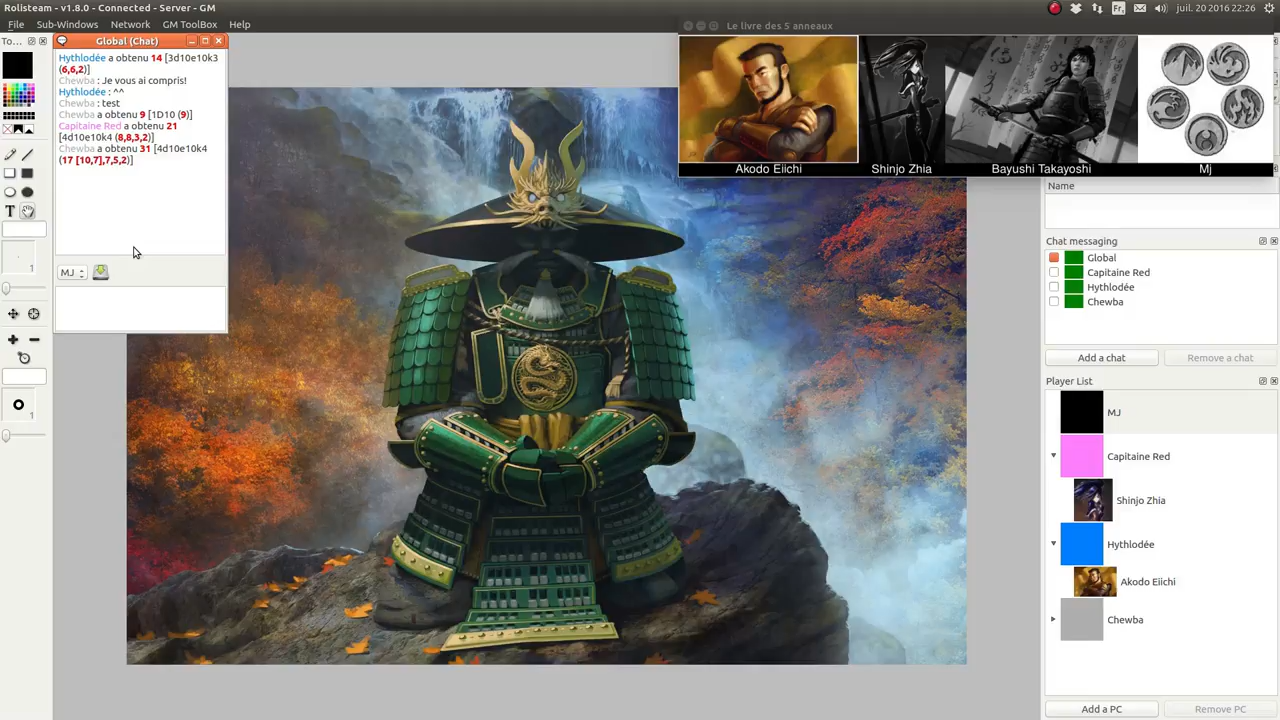 Rolisteam - v1.8.0 - Connected - Server - GM
Fr
juil. 20 2016 22:26
File Sub-Windows Network GM ToolBox Help
To...
Global (Chat)
Hythlodée a obtenu 14 [3d10e10k3
(6,6,2)]
Chewba : Je vous ai compris!
Hythlodée : ^^
Chewba : test
Chewba a obtenu 9 [1D10 (9)]
Capitaine Red a obtenu 21
[4d10e10k4 (8,8,3,2)]
Chewba a obtenu 31 [4d10e10k4
(17 [10,7],7,5,2)]
MJ
T
1
1
Le livre des 5 anneaux
Akodo Eiichi
Shinjo Zhia
Bayushi Takayoshi
Mj
Name
Chat messaging
Global
Capitaine Red
Hythlodée
Chewba
Add a chat
Remove a chat
Player List
MJ
Capitaine Red
Shinjo Zhia
Hythlodée
Akodo Eiichi
Chewba
Add a PC
Remove PC